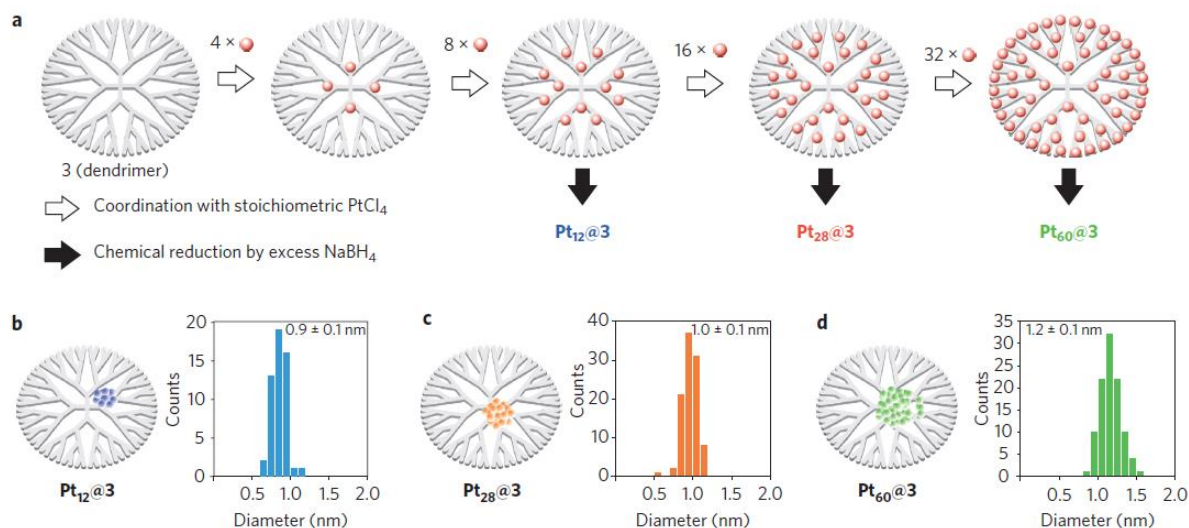 a
4 ×
8 ×
16 ×
32 ×
3 (dendrimer)
Coordination with stoichiometric PtCl4
Chemical reduction by excess NaBH4
Pt12@3
Pt28@3
Pt60@3
b
20
15
10
5
0
Counts
0.9 ± 0.1 nm
0.5 1.0 1.5 2.0
Diameter (nm)
Pt12@3
c
40
30
20
10
0
Counts
1.0 ± 0.1 nm
0.5 1.0 1.5 2.0
Diameter (nm)
Pt28@3
d
35
30
25
20
15
10
5
0
Counts
1.2 ± 0.1 nm
0.5 1.0 1.5 2.0
Diameter (nm)
Pt60@3